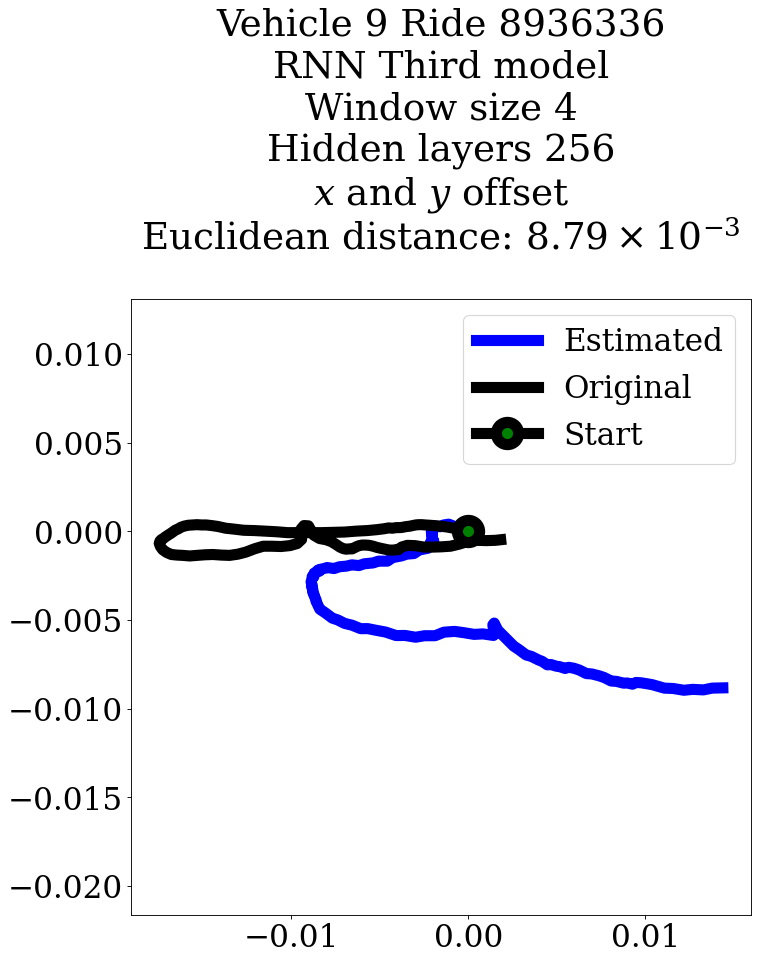 Vehicle 9 Ride 8936336
RNN Third model
Window size 4
Hidden layers 256
x and y offset
Euclidean distance: 8.79 × 10⁻³
Estimated
Original
Start
0.010
0.005
0.000
−0.005
−0.010
−0.015
−0.020
−0.01 0.00 0.01